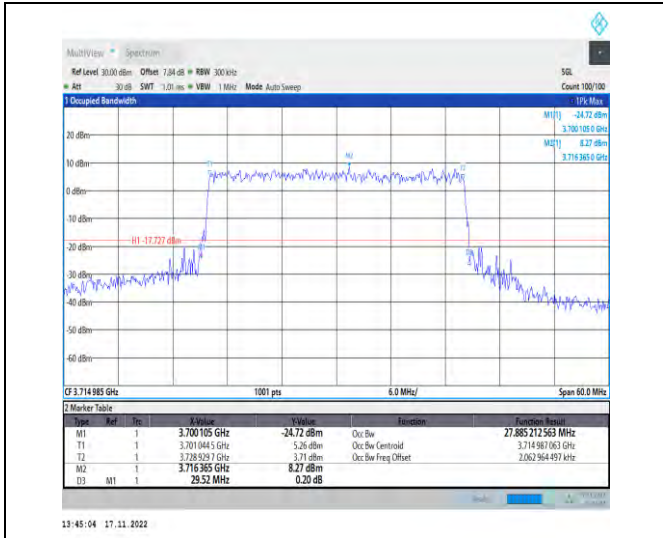 MultiView Spectrum
Ref Level 30.00 dBm Offset 7.84 dB RBW 300 kHz SGL
Att 30 dB SWT 1.01 ms VBW 1 MHz Mode Auto Sweep Count 100/100
1 Occupied Bandwidth 1Pk Max
M1[1] -24.72 dBm
3.700 105 0 GHz
M2[1] 8.27 dBm
3.716 365 0 GHz
20 dBm
10 dBm
0 dBm
-10 dBm
-20 dBm
-30 dBm
-40 dBm
-50 dBm
-60 dBm
T1
M2
T2
H1 -17.727 dBm
CF 3.714 985 GHz 1001 pts 6.0 MHz/ Span 60.0 MHz
2 Marker Table
Type Ref Trc X-Value Y-Value Function Function Result
M1 1 3.700 105 GHz -24.72 dBm Occ Bw 27.885 212 563 MHz
T1 1 3.701 044 5 GHz 5.26 dBm Occ Bw Centroid 3.714 987 063 GHz
T2 1 3.728 929 7 GHz 3.71 dBm Occ Bw Freq Offset 2.062 964 497 kHz
M2 1 3.716 365 GHz 8.27 dBm
D3 M1 1 29.52 MHz 0.20 dB
13:45:04 17.11.2022